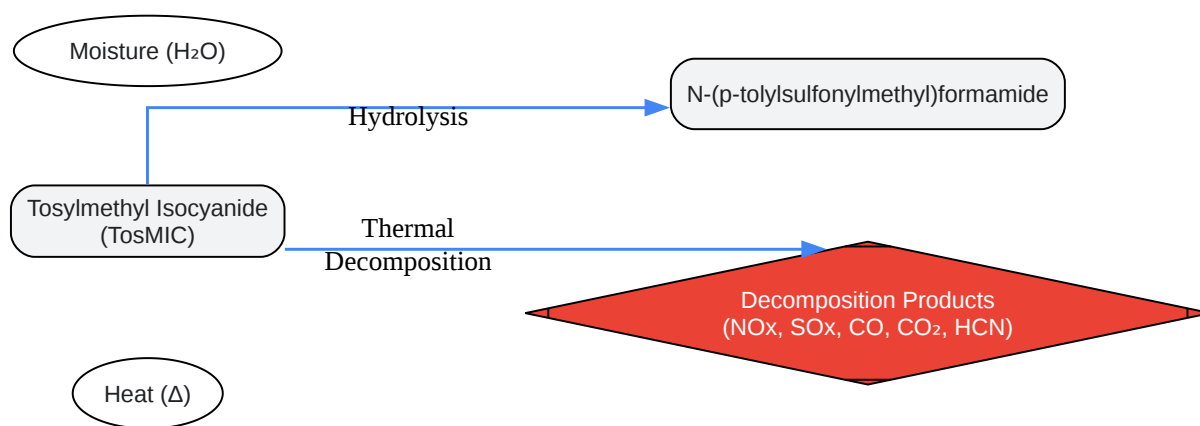 Moisture (H₂O)
N-(p-tolylsulfonylmethyl)formamide
Hydrolysis
Tosylmethyl Isocyanide
(TosMIC)
Thermal
Decomposition
Decomposition Products
(NOx, SOx, CO, CO₂, HCN)
Heat (Δ)